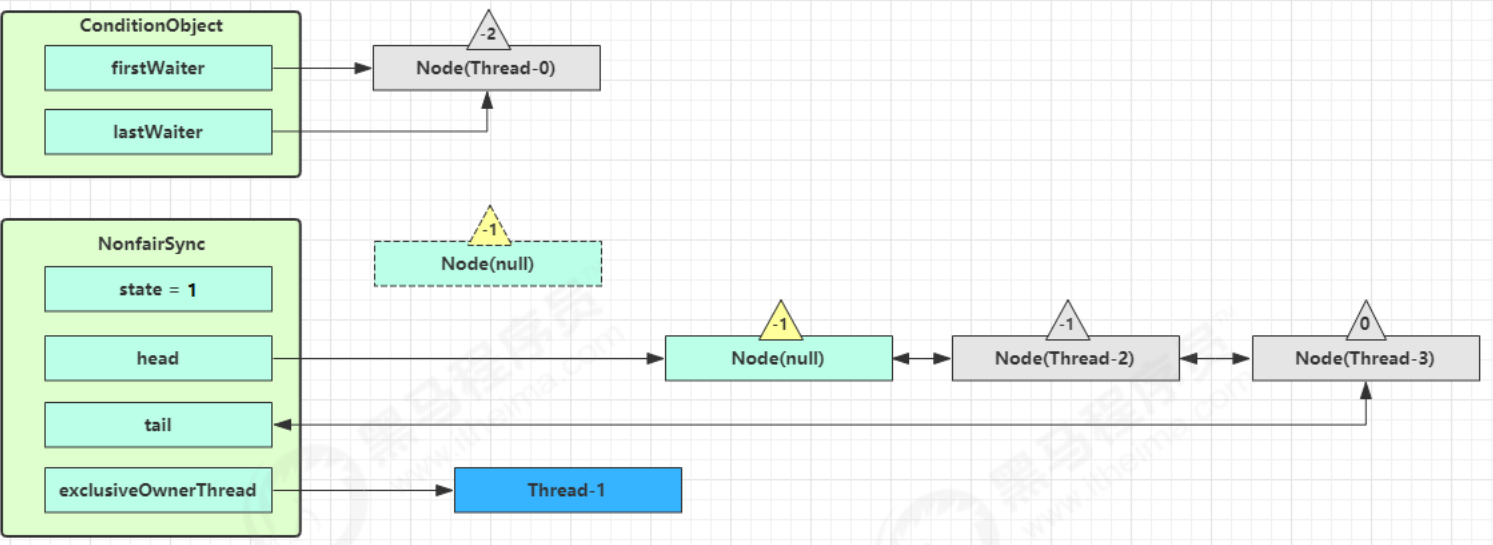 ConditionObject
-2
firstWaiter
Node(Thread-0)
lastWaiter
-1
NonfairSync
Node(null)
state = 1
-1
-1
0
head
Node(null)
Node(Thread-2)
Node(Thread-3)
tail
exclusiveOwnerThread
Thread-1
黑马程序员
www.itheima.com
黑马程序员
www.itheima.com